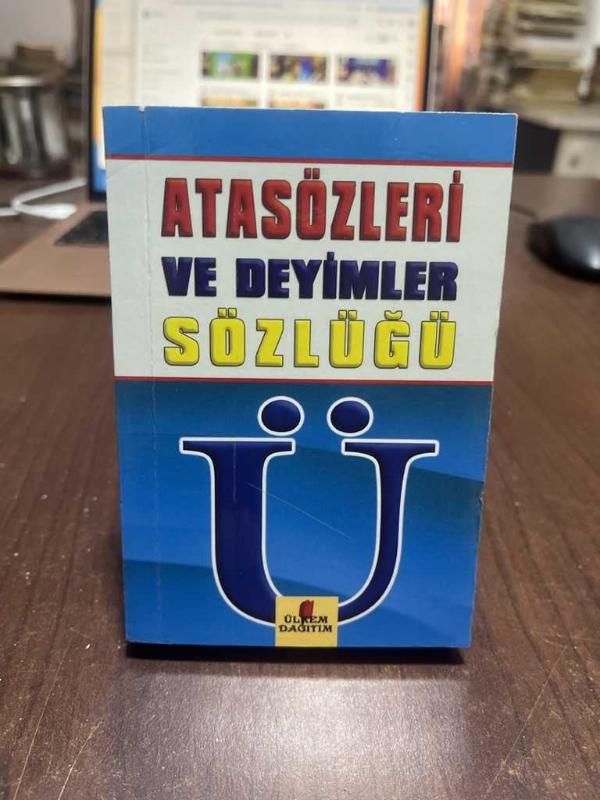 ATASÖZLERİ
VE DEYİMLER
SÖZLÜĞÜ
Ü
ÜLKEM
DAĞITIM